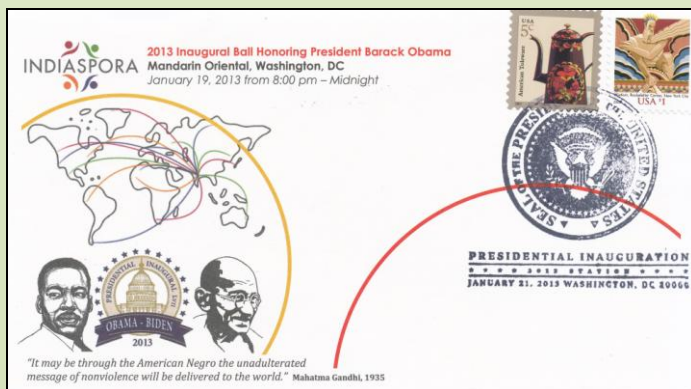 INDIASPORA
2013 Inaugural Ball Honoring President Barack Obama
Mandarin Oriental, Washington, DC
January 19, 2013 from 8:00 pm – Midnight
USA
5c
American Toleware
USA $1
SEAL OF THE PRESIDENT OF THE UNITED STATES
PRESIDENTIAL INAUGURATION
2013 STATION
JANUARY 21, 2013 WASHINGTON, DC 20066
PRESIDENTIAL INAUGURAL
OBAMA - BIDEN
2013
"It may be through the American Negro the unadulterated
message of nonviolence will be delivered to the world." Mahatma Gandhi, 1935